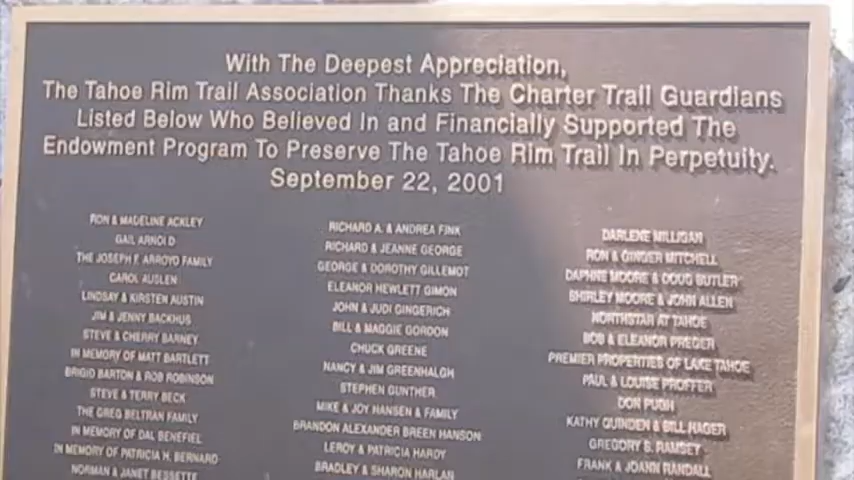 With The Deepest Appreciation,
The Tahoe Rim Trail Association Thanks The Charter Trail Guardians
Listed Below Who Believed In and Financially Supported The
Endowment Program To Preserve The Tahoe Rim Trail In Perpetuity.
September 22, 2001
RON & MADELINE ACKLEY
GAIL ARNOLD
THE JOSEPH F. ARROYO FAMILY
CAROL AUSLEN
LINDSAY & KIRSTEN AUSTIN
JIM & JENNY BACKHUS
STEVE & CHERRY BARNEY
IN MEMORY OF MATT BARTLETT
BRIGID BARTON & ROB ROBINSON
STEVE & TERRY BECK
THE GREG BELTRAN FAMILY
IN MEMORY OF DAL BENEFIEL
IN MEMORY OF PATRICIA H. BERNARD
NORMAN & JANET BESSETTE
RICHARD A. & ANDREA FINK
RICHARD & JEANNE GEORGE
GEORGE & DOROTHY GILLEMOT
ELEANOR HEWLETT GIMON
JOHN & JUDI GINGERICH
BILL & MAGGIE GORDON
CHUCK GREENE
NANCY & JIM GREENHALGH
STEPHEN GUNTHER
MIKE & JOY HANSEN & FAMILY
BRANDON ALEXANDER BREEN HANSON
LEROY & PATRICIA HARDY
BRADLEY & SHARON HARLAN
DARLENE MILLIGAN
RON & GINGER MITCHELL
DAPHNE MOORE & DOUG BUTLER
SHIRLEY MOORE & JOHN ALLEN
NORTHSTAR AT TAHOE
BOB & ELEANOR PREGER
PREMIER PROPERTIES OF LAKE TAHOE
PAUL & LOUISE PROFFER
DON PUGH
KATHY QUINDEN & BILL HAGER
GREGORY S. RAMSEY
FRANK & JOANN RANDALL